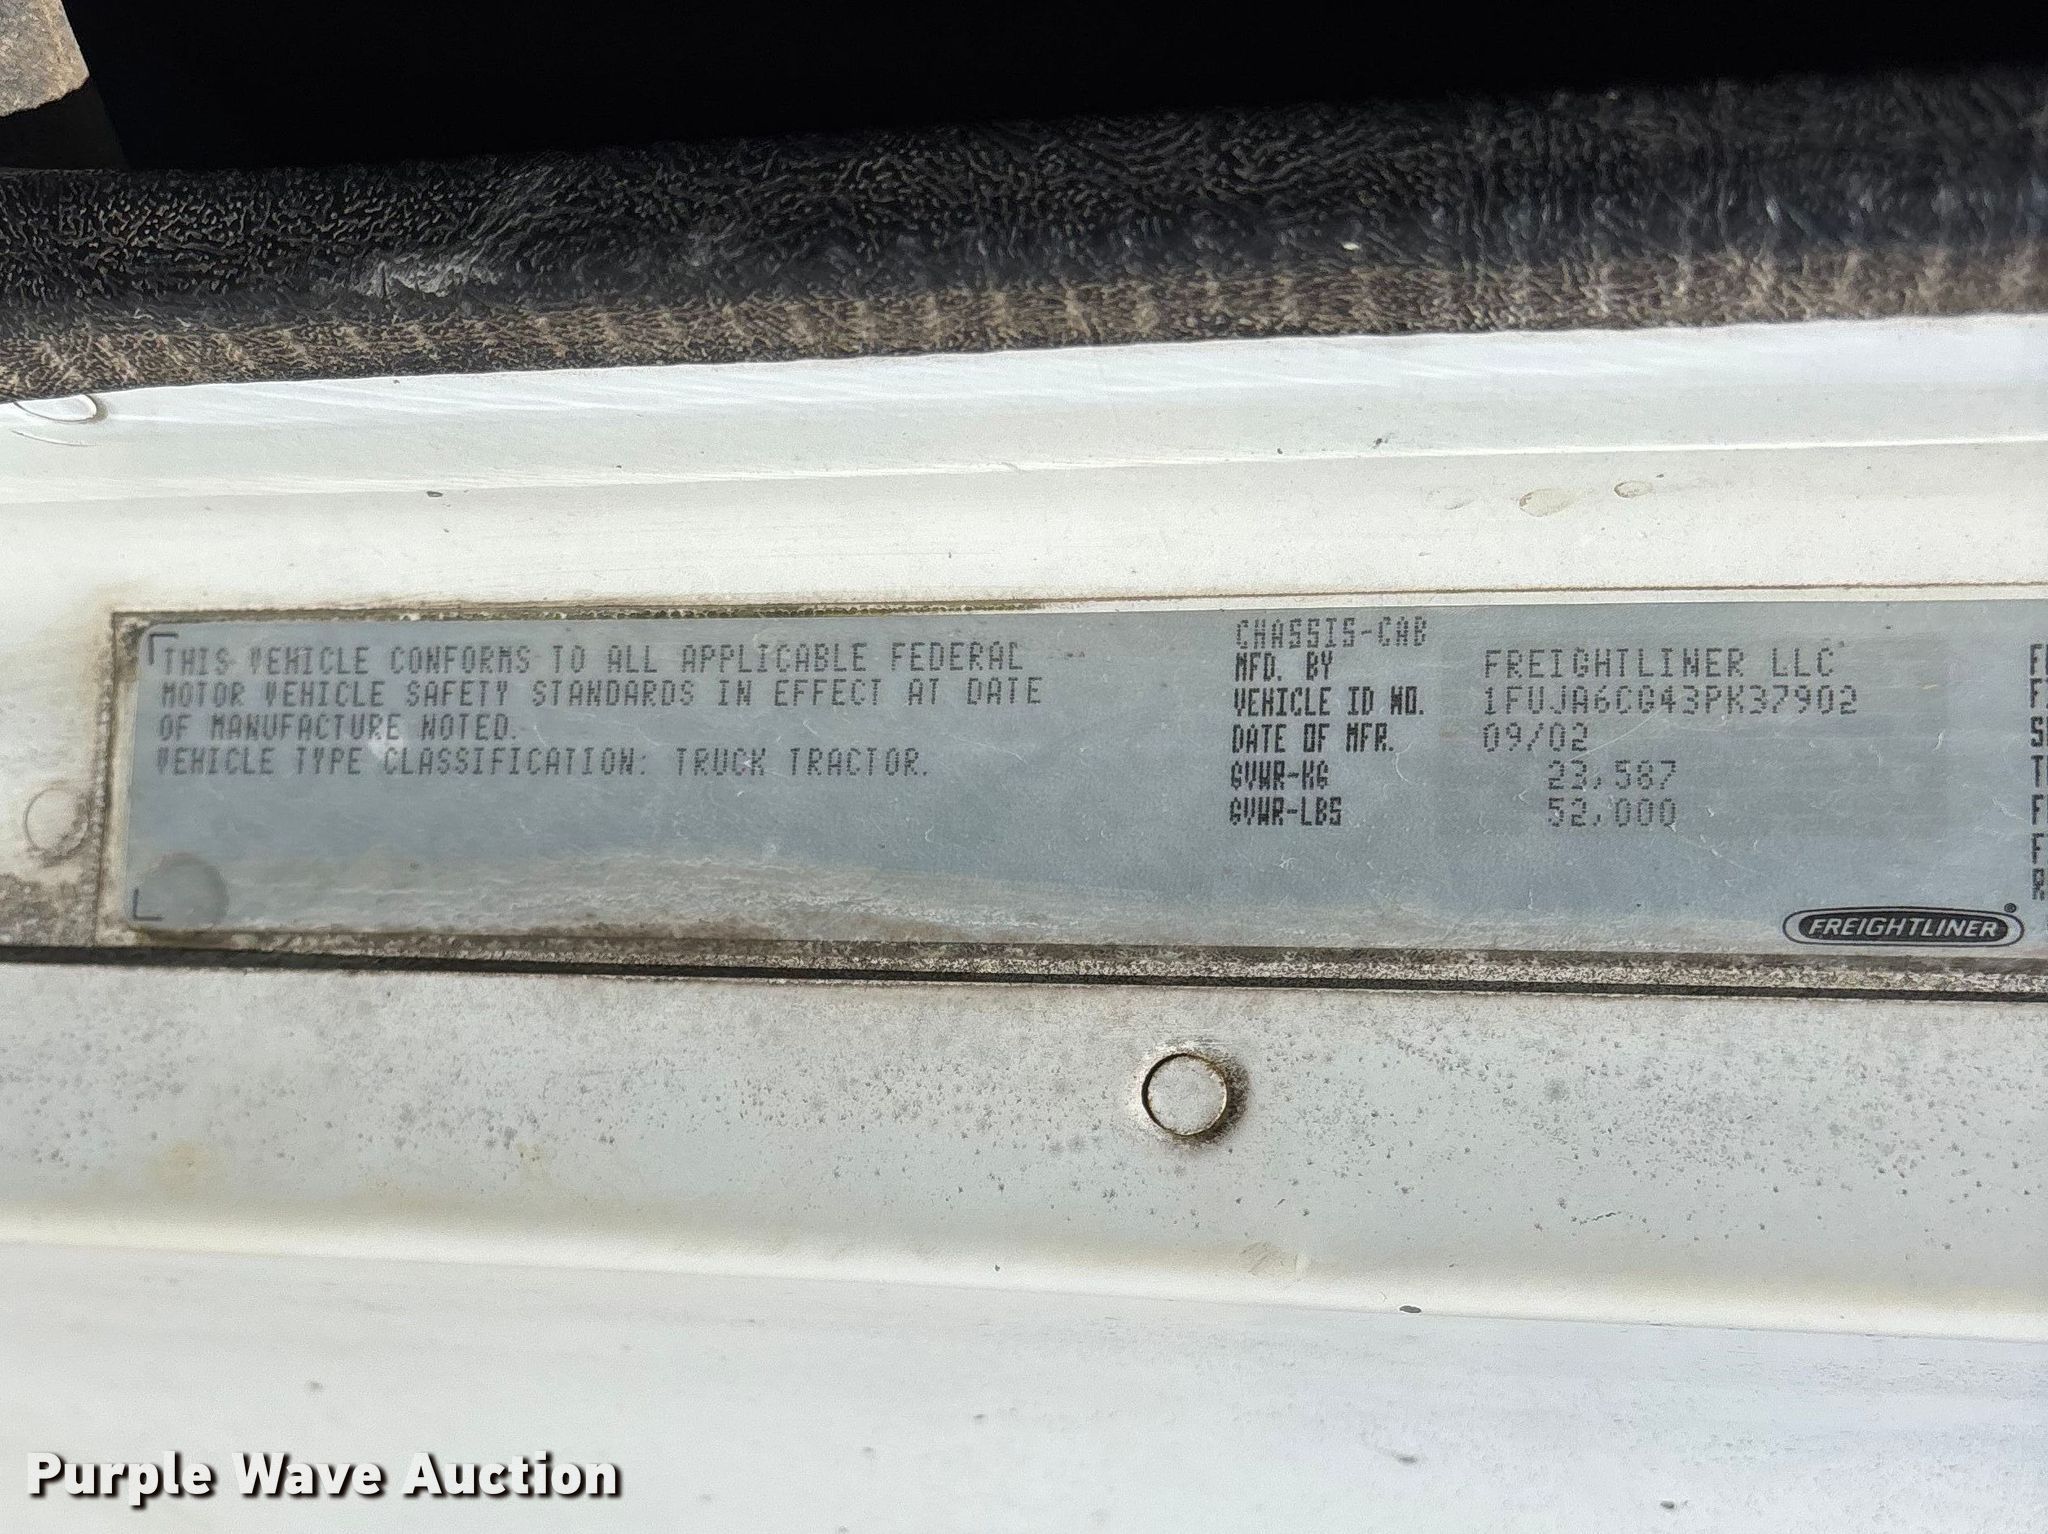 THIS VEHICLE CONFORMS TO ALL APPLICABLE FEDERAL
MOTOR VEHICLE SAFETY STANDARDS IN EFFECT AT DATE
OF MANUFACTURE NOTED.
VEHICLE TYPE CLASSIFICATION: TRUCK TRACTOR.
CHASSIS-CAB
MFD. BY FREIGHTLINER LLC
VEHICLE ID NO. 1FUJA6CG43PK37902
DATE OF MFR. 09/02
GVWR-KG 23,587
GVWR-LBS 52,000
FREIGHTLINER®
Purple Wave Auction